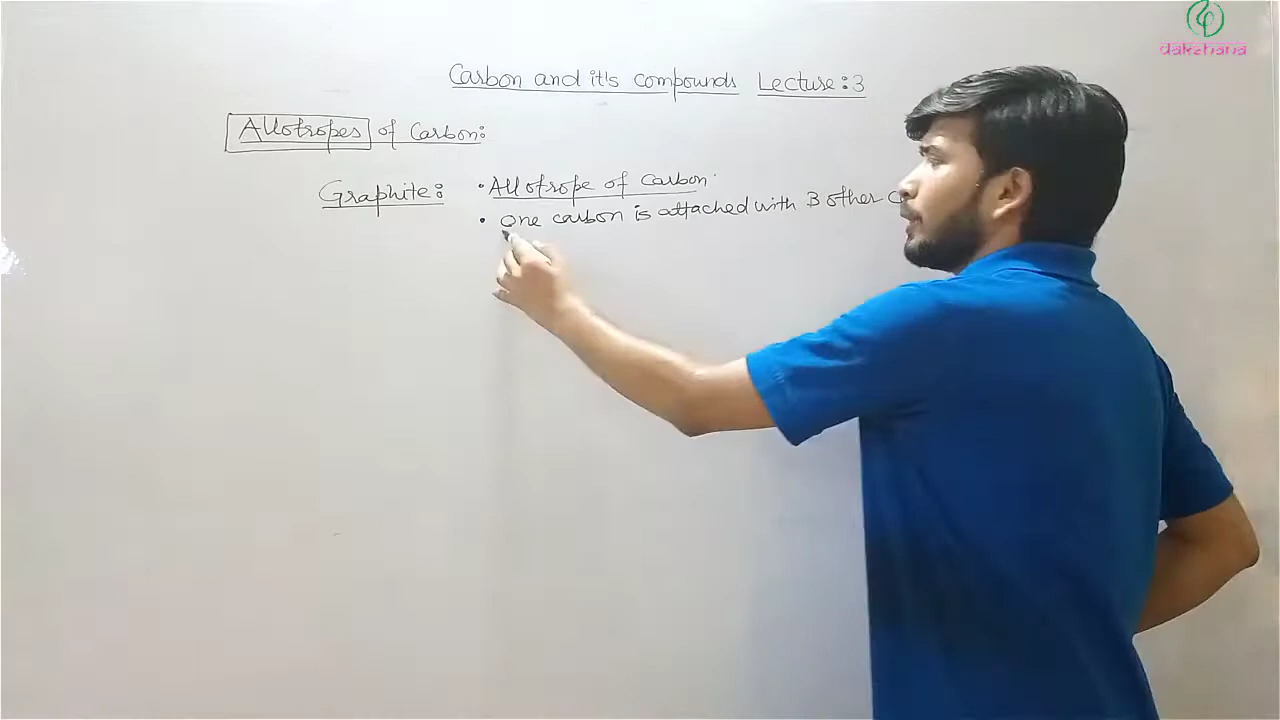 dakshana
Carbon and it's compounds Lecture:3
Allotropes of Carbon:
Graphite: • Allotrope of Carbon
• One carbon is attached with 3 other